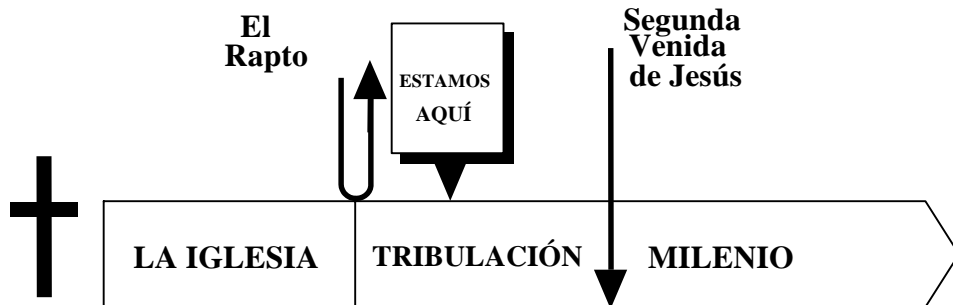 El
Rapto
ESTAMOS
AQUÍ
Segunda
Venida
de Jesús
LA IGLESIA
TRIBULACIÓN
MILENIO